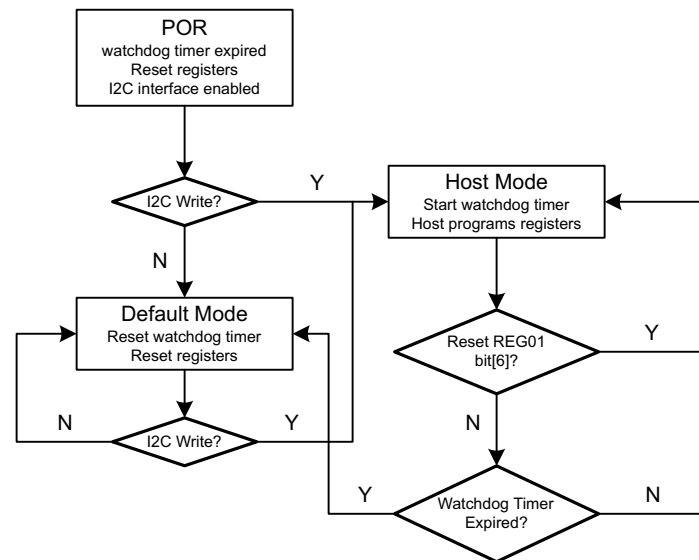 POR
watchdog timer expired
Reset registers
I2C interface enabled
I2C Write?
Y
N
Host Mode
Start watchdog timer
Host programs registers
Default Mode
Reset watchdog timer
Reset registers
Reset REG01
bit[6]?
Y
N
I2C Write?
N
Y
Watchdog Timer
Expired?
Y
N